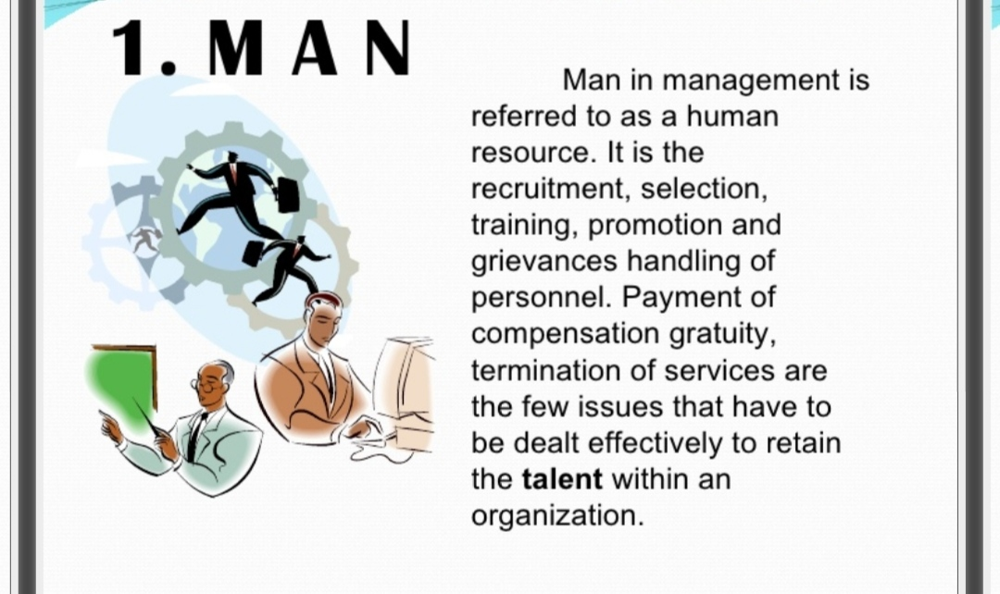 1. M A N
Man in management is
referred to as a human
resource. It is the
recruitment, selection,
training, promotion and
grievances handling of
personnel. Payment of
compensation gratuity,
termination of services are
the few issues that have to
be dealt effectively to retain
the talent within an
organization.